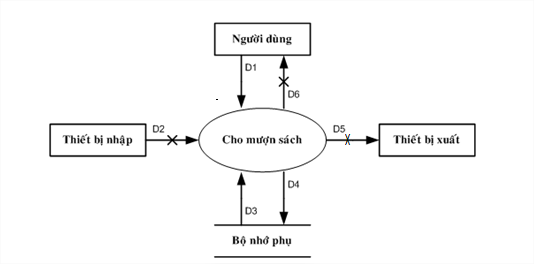 Người dùng
D1
D6
Thiết bị nhập
D2
Cho mượn sách
D5
Thiết bị xuất
D4
D3
Bộ nhớ phụ